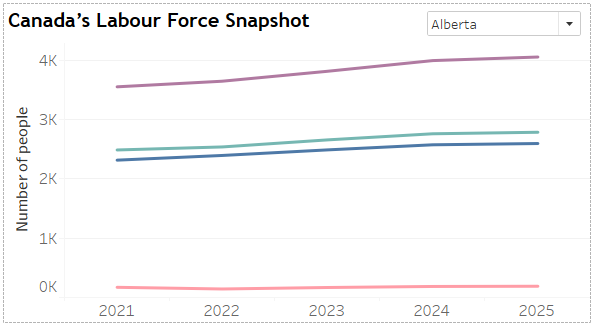 Canada’s Labour Force Snapshot
Alberta
Number of people
4K
3K
2K
1K
0K
2021 2022 2023 2024 2025